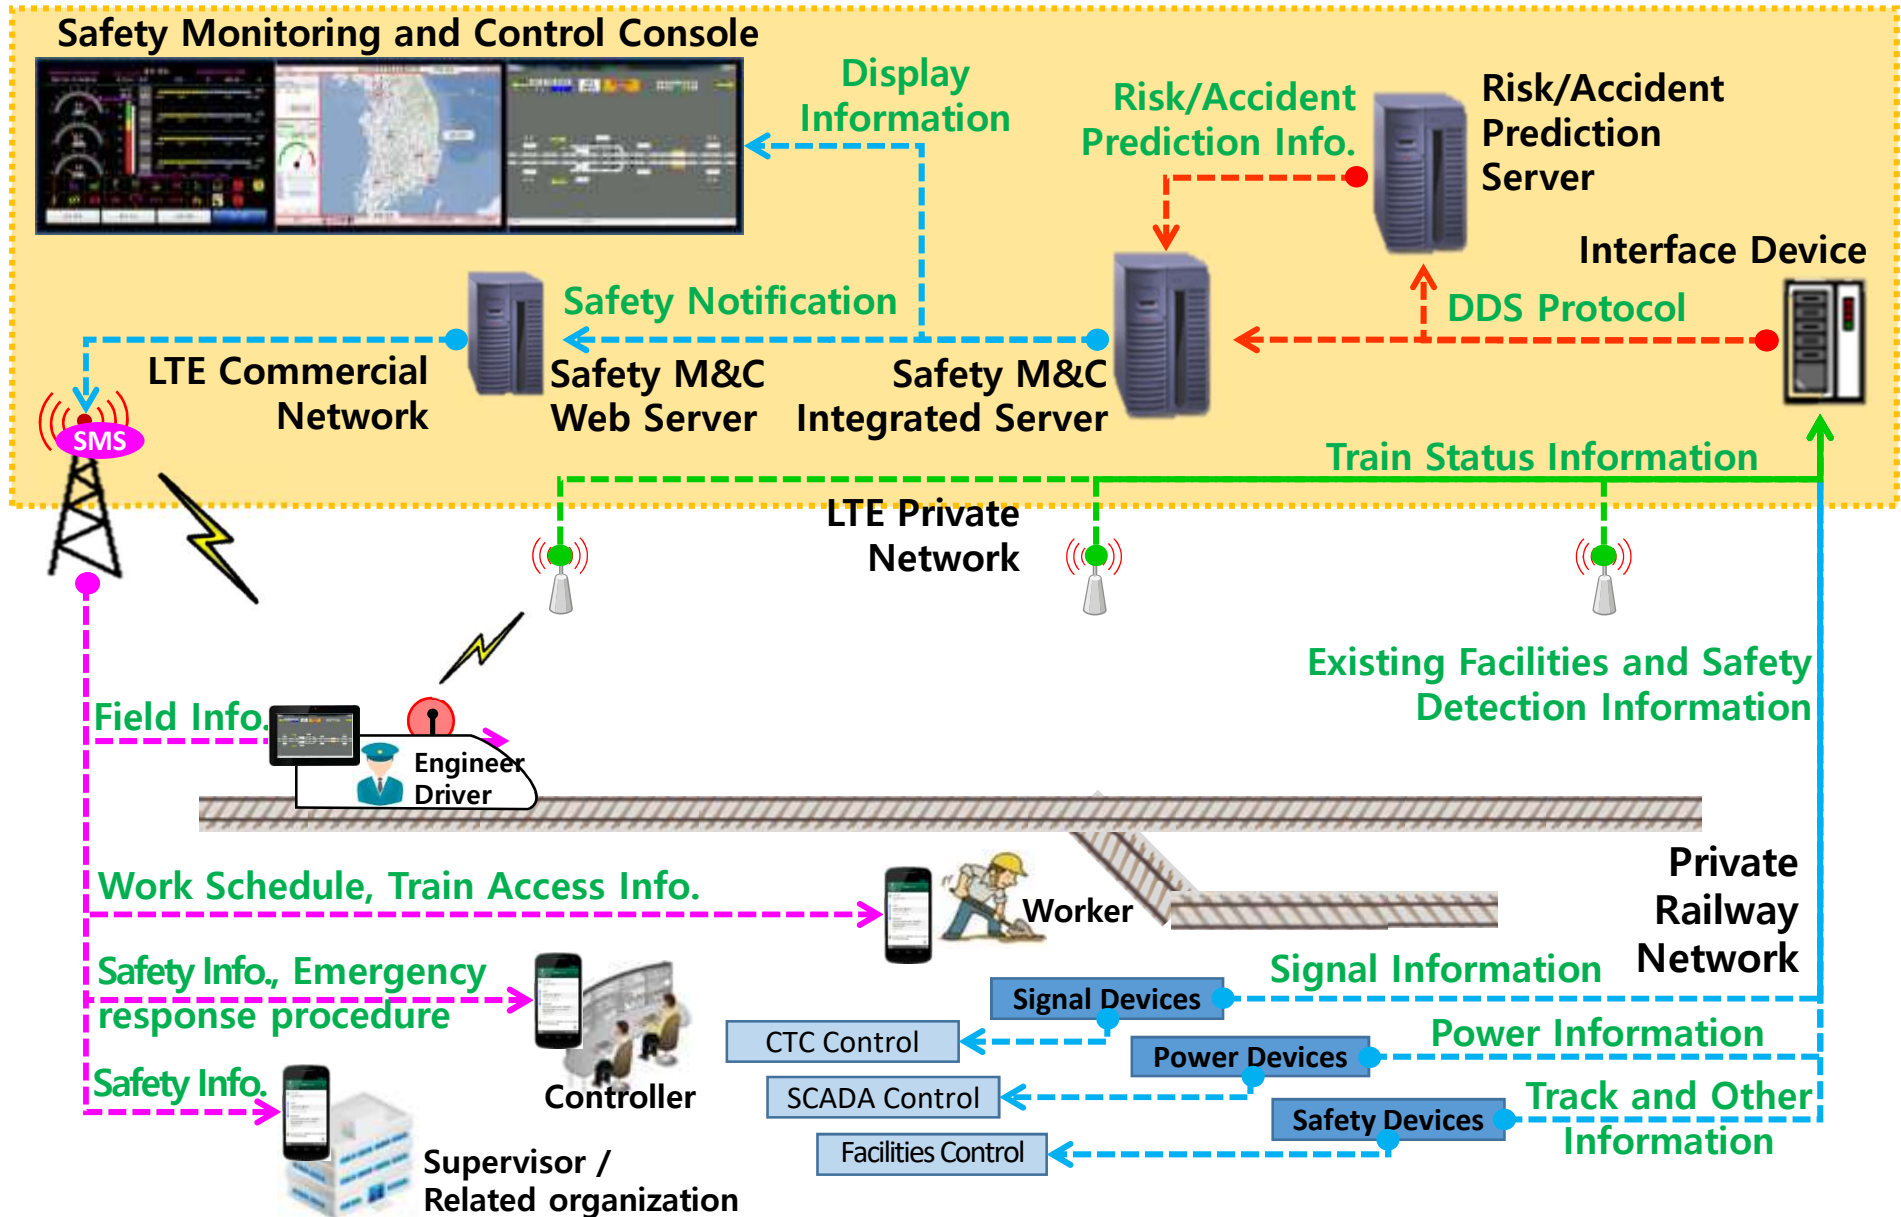 Safety Monitoring and Control Console
Display
Information
Risk/Accident
Prediction Info.
Risk/Accident
Prediction
Server
Interface Device
Safety Notification
DDS Protocol
LTE Commercial
Network
Safety M&C
Web Server
Safety M&C
Integrated Server
SMS
Train Status Information
LTE Private
Network
Existing Facilities and Safety
Detection Information
Field Info.
Engineer
Driver
Work Schedule, Train Access Info.
Worker
Private
Railway
Network
Safety Info., Emergency
response procedure
Controller
Signal Information
Signal Devices
CTC Control
Power Information
Power Devices
SCADA Control
Track and Other
Information
Safety Devices
Facilities Control
Safety Info.
Supervisor /
Related organization